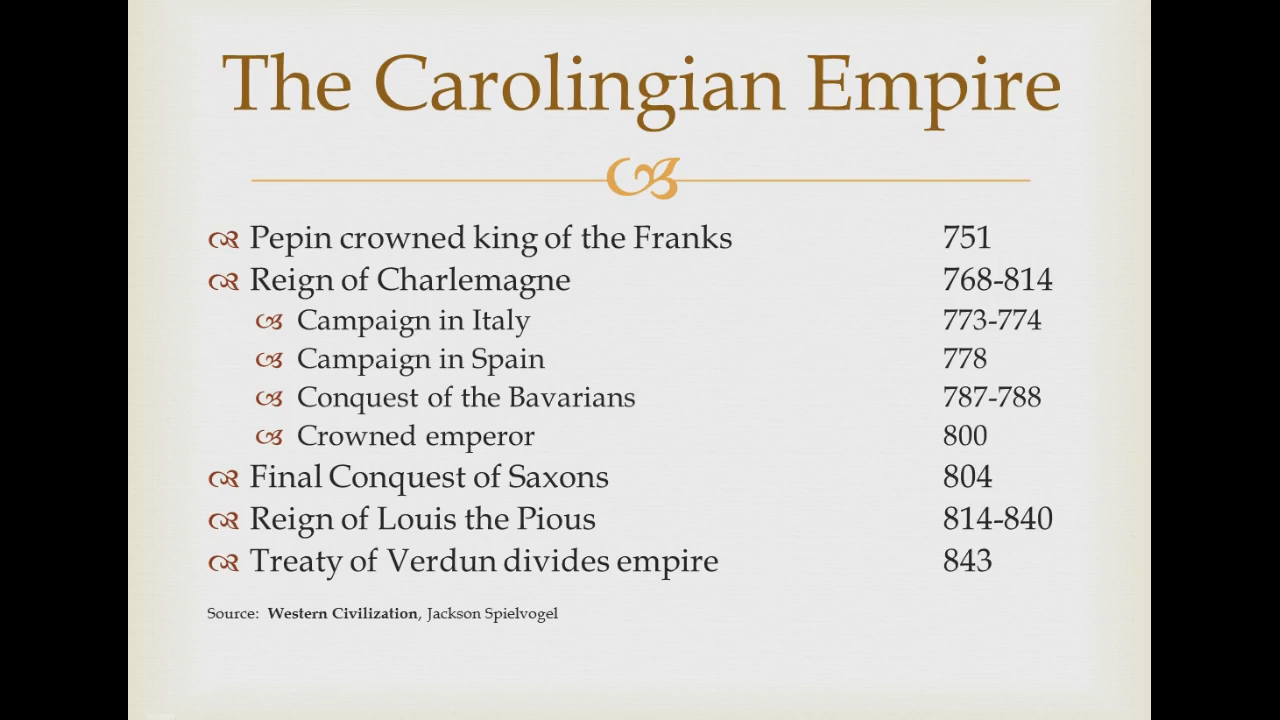 The Carolingian Empire
Pepin crowned king of the Franks 751
Reign of Charlemagne 768-814
Campaign in Italy 773-774
Campaign in Spain 778
Conquest of the Bavarians 787-788
Crowned emperor 800
Final Conquest of Saxons 804
Reign of Louis the Pious 814-840
Treaty of Verdun divides empire 843
Source: Western Civilization, Jackson Spielvogel